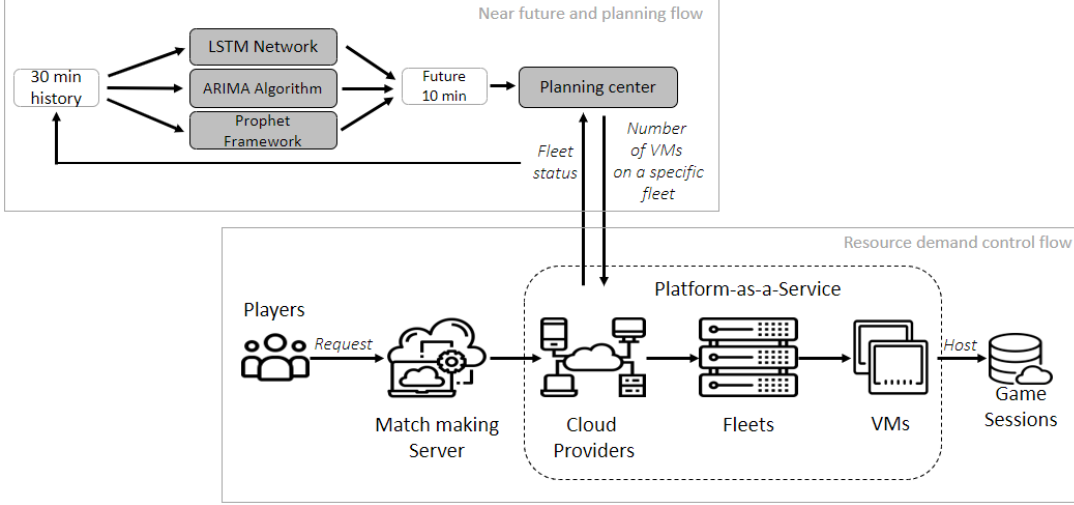 Near future and planning flow
LSTM Network
30 min
history
ARIMA Algorithm
Future
10 min
Planning center
Prophet
Framework
Fleet
status
Number
of VMs
on a specific
fleet
Resource demand control flow
Platform-as-a-Service
Players
Request
Host
Match making
Server
Cloud
Providers
Fleets
VMs
Game
Sessions